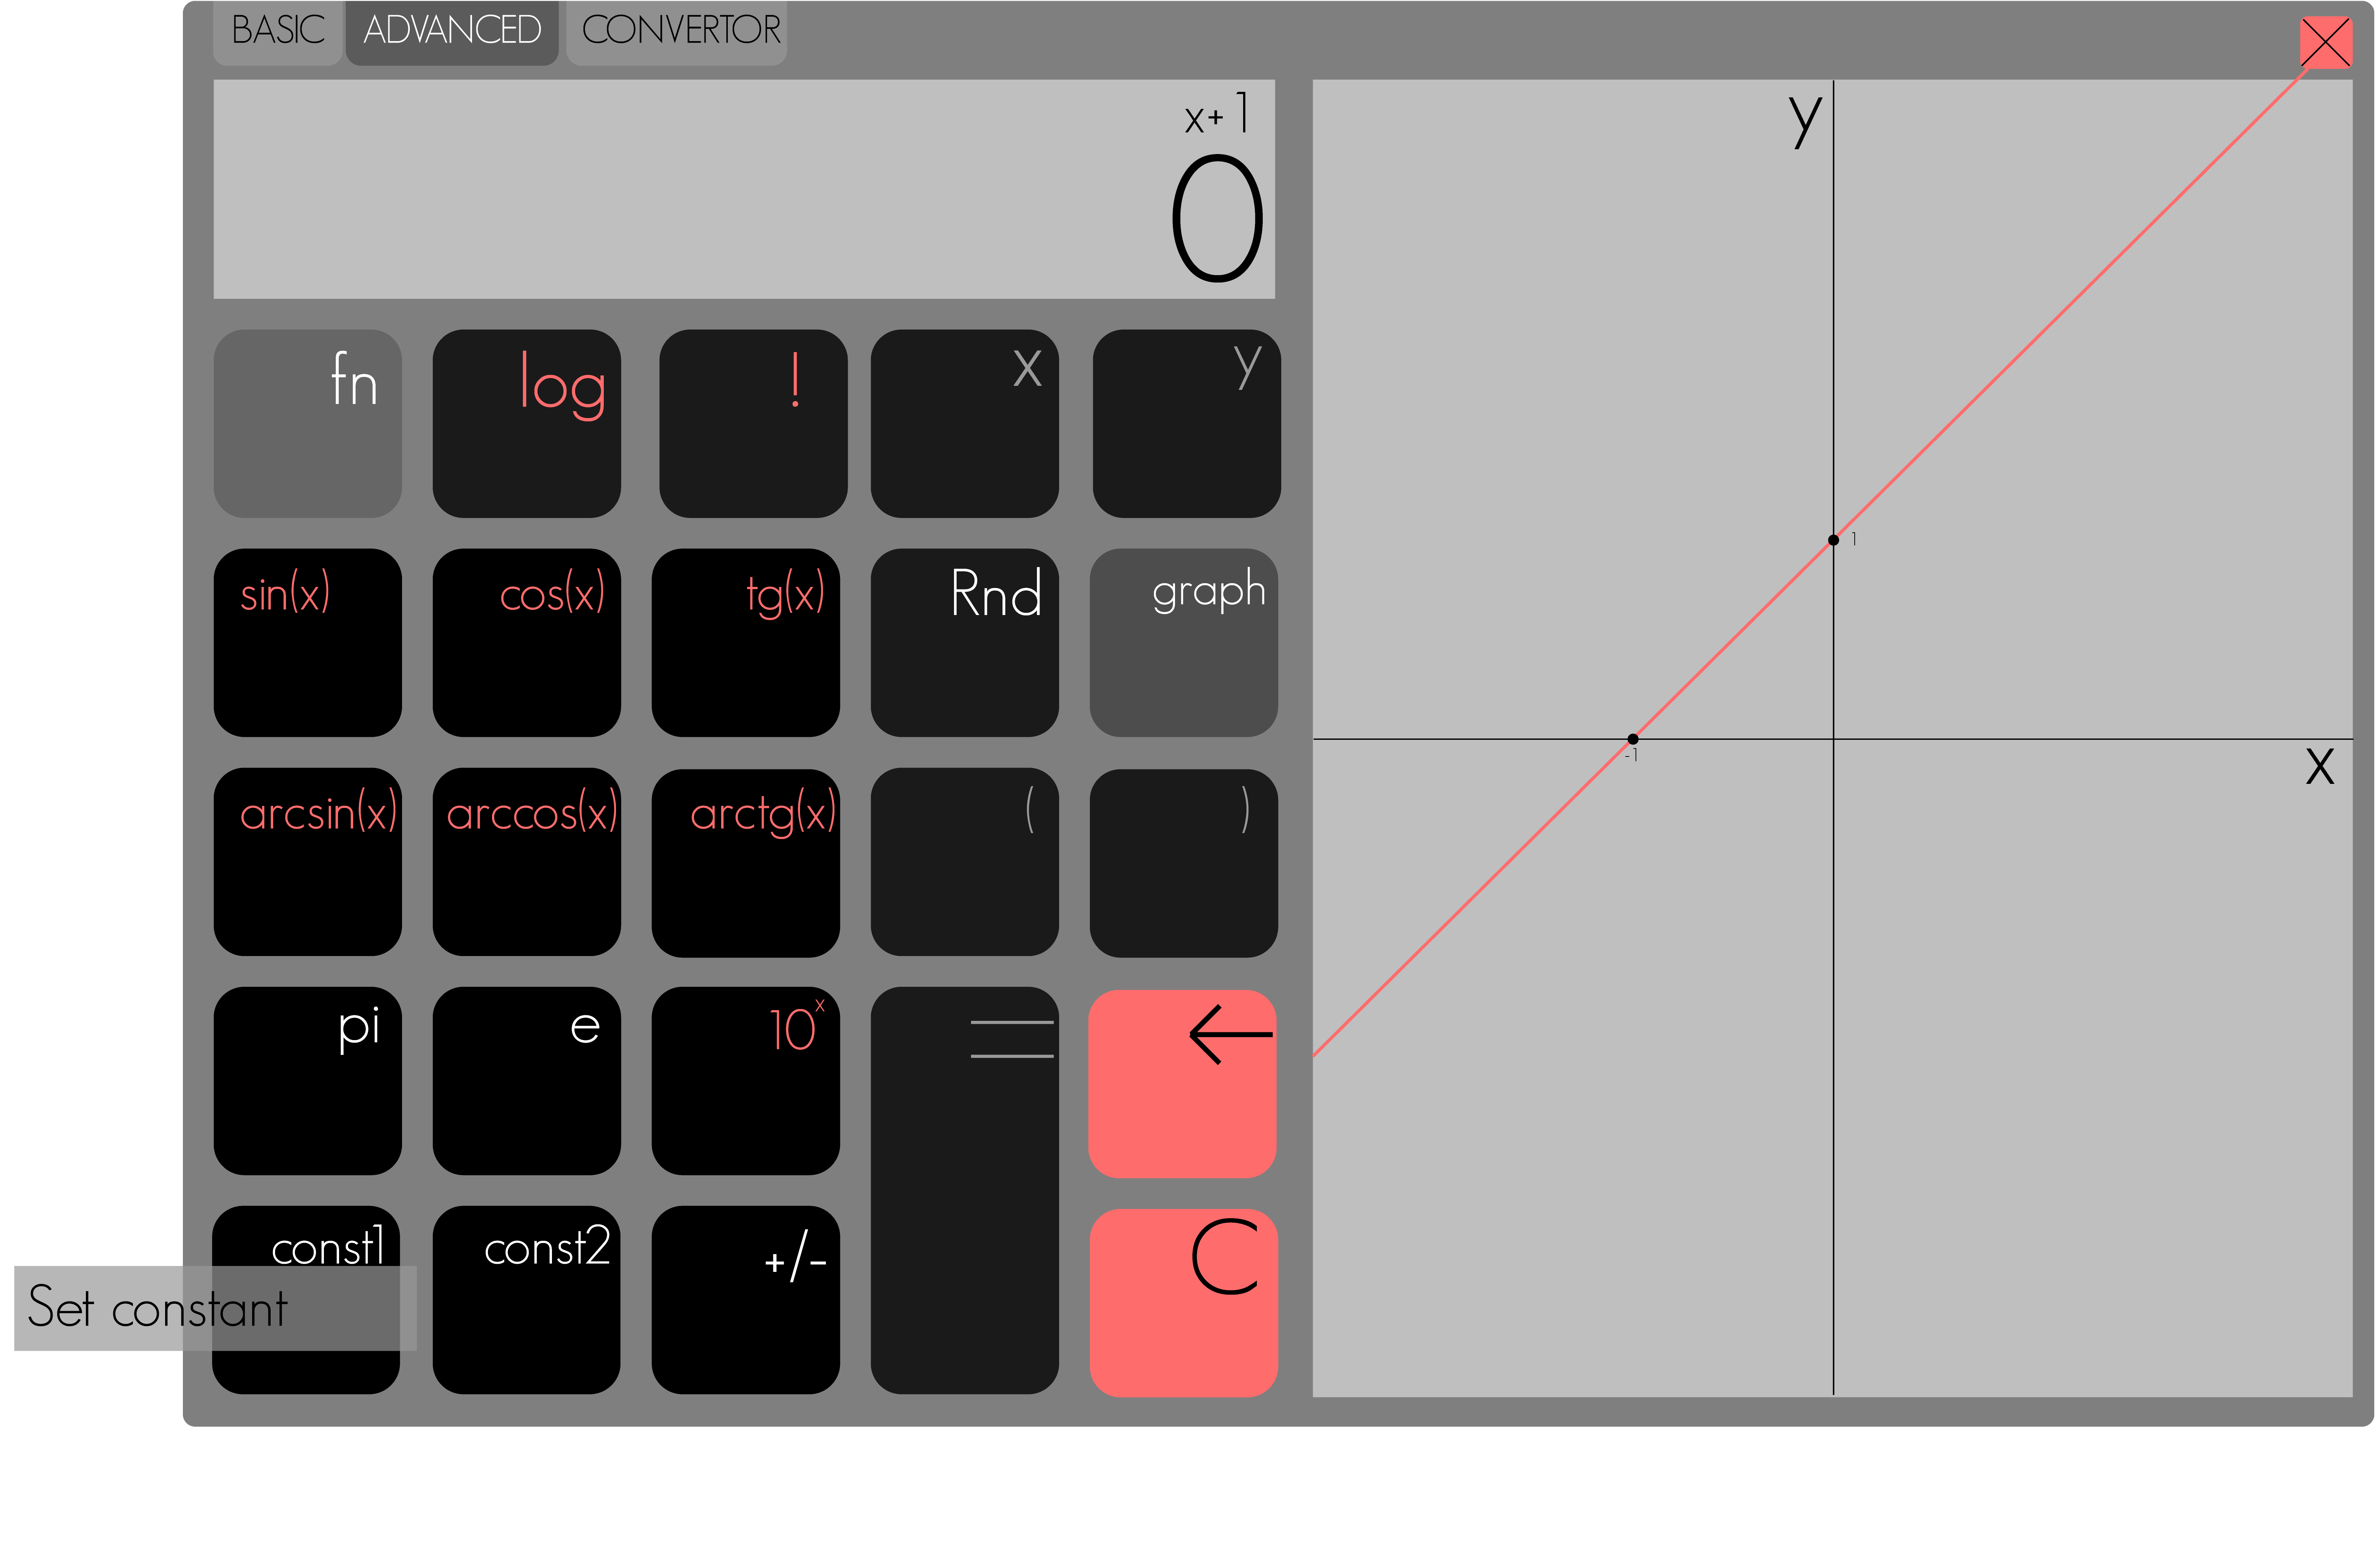 BASIC ADVANCED CONVERTOR
x+1
0
fn log ! x y
sin(x) cos(x) tg(x) Rnd graph
arcsin(x) arccos(x) arctg(x) ( )
pi e 10^x = ←
const1 const2 +/- C
Set constant
y
1
-1
x